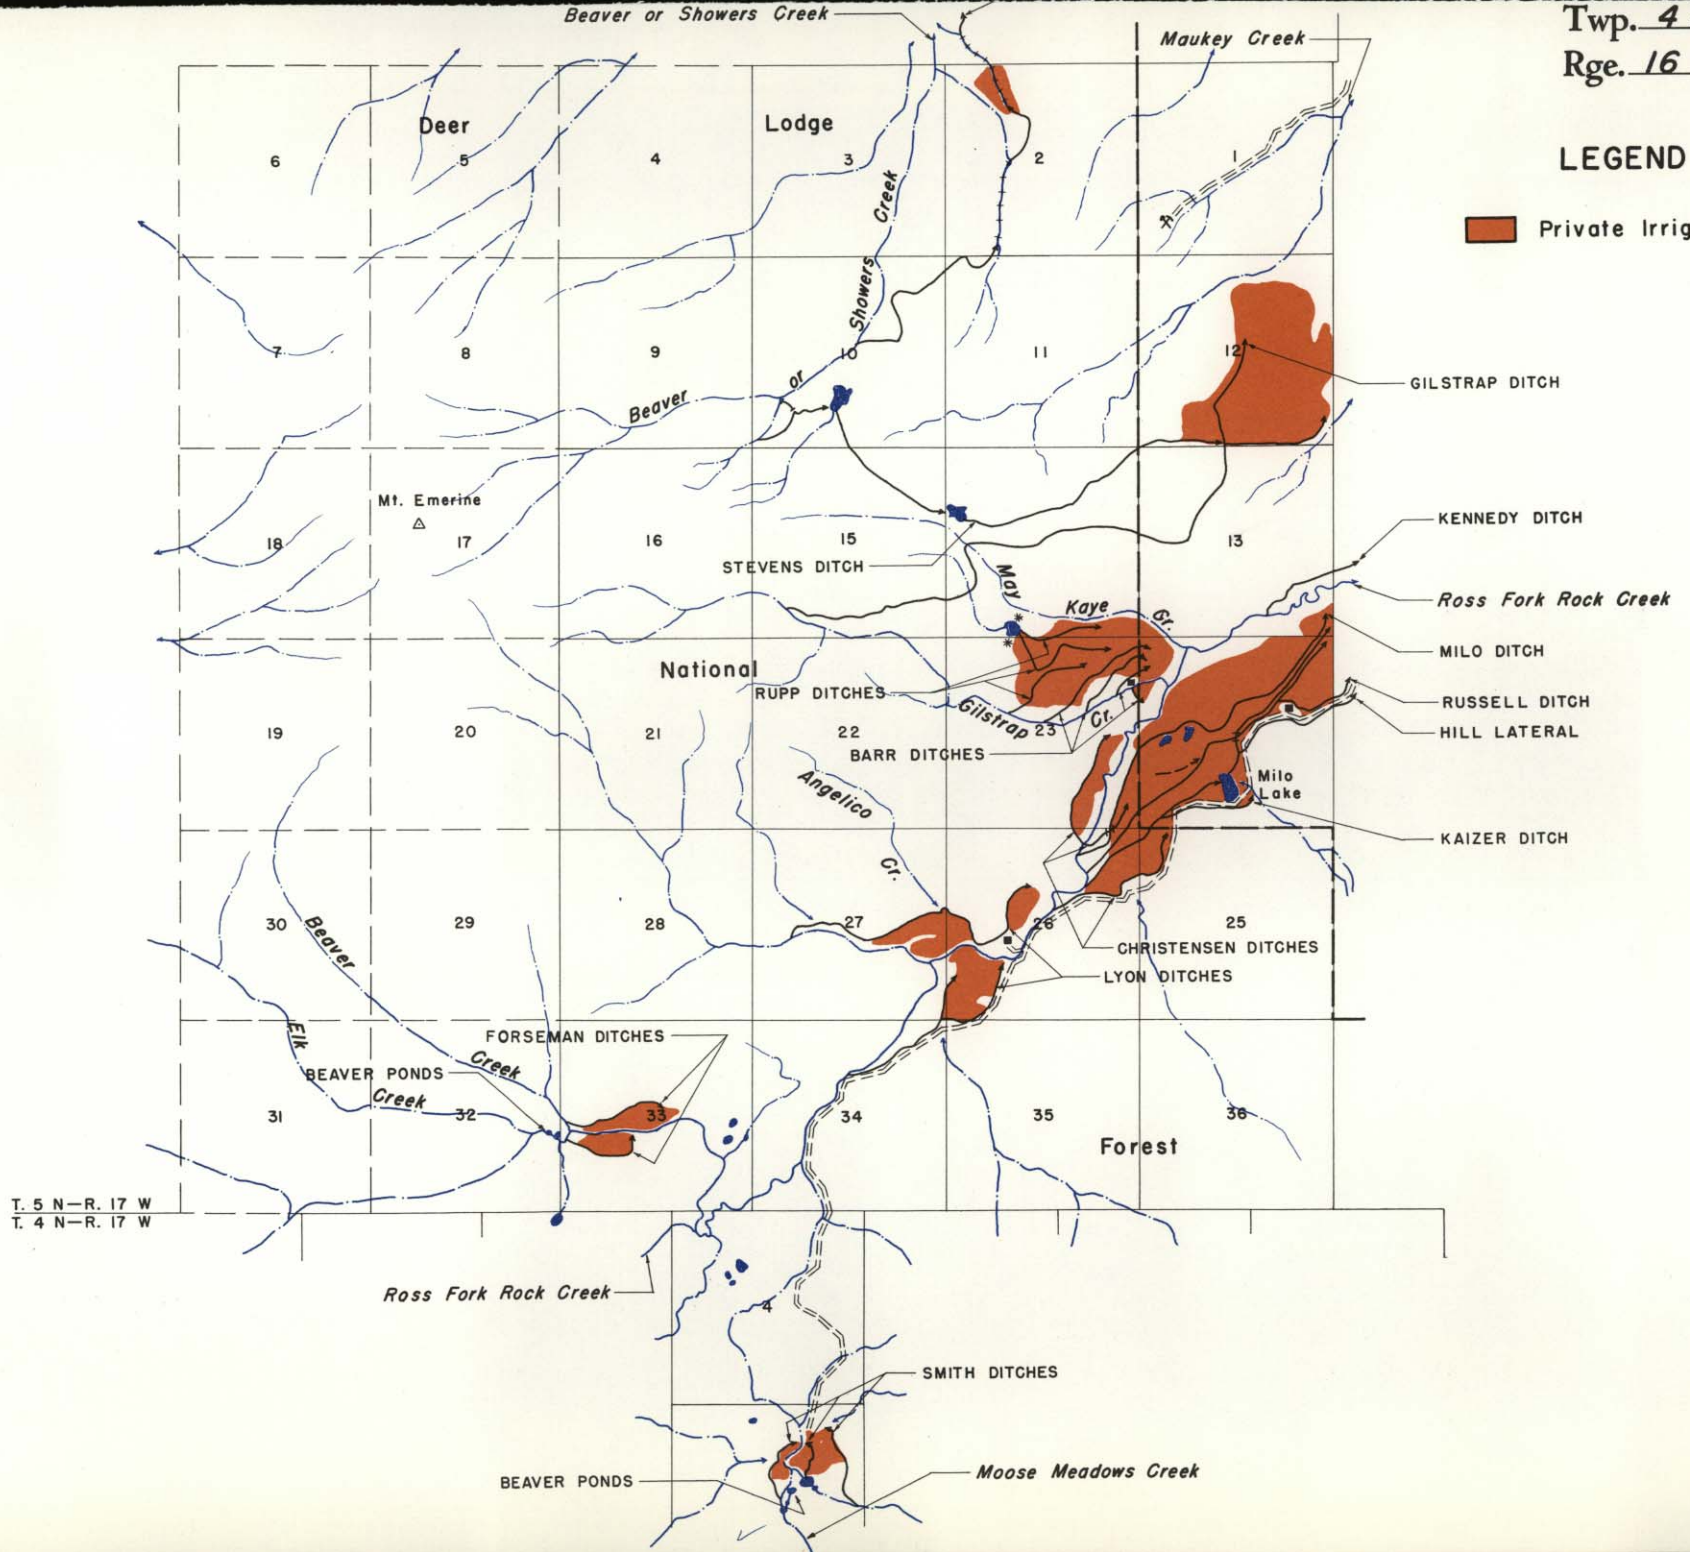 Beaver or Showers Creek
Maukey Creek
Twp. 4
Rge. 16
LEGEND
Private Irrig
Deer
Lodge
6
5
4
3
2
1
Showers Creek
7
8
9
10
11
12
Beaver or
GILSTRAP DITCH
Mt. Emerine
18
17
16
15
13
KENNEDY DITCH
STEVENS DITCH
May Kaye Gr.
Ross Fork Rock Creek
MILO DITCH
National
RUPP DITCHES
RUSSELL DITCH
Gilstrap Cr.
19
20
21
22
23
HILL LATERAL
BARR DITCHES
Angelico Cr.
Milo
Lake
KAIZER DITCH
30
29
28
27
26
25
Beaver Creek
CHRISTENSEN DITCHES
LYON DITCHES
Elk Creek
FORSEMAN DITCHES
BEAVER PONDS
31
32
33
34
35
36
Forest
T. 5 N—R. 17 W
T. 4 N—R. 17 W
Ross Fork Rock Creek
4
SMITH DITCHES
BEAVER PONDS
Moose Meadows Creek